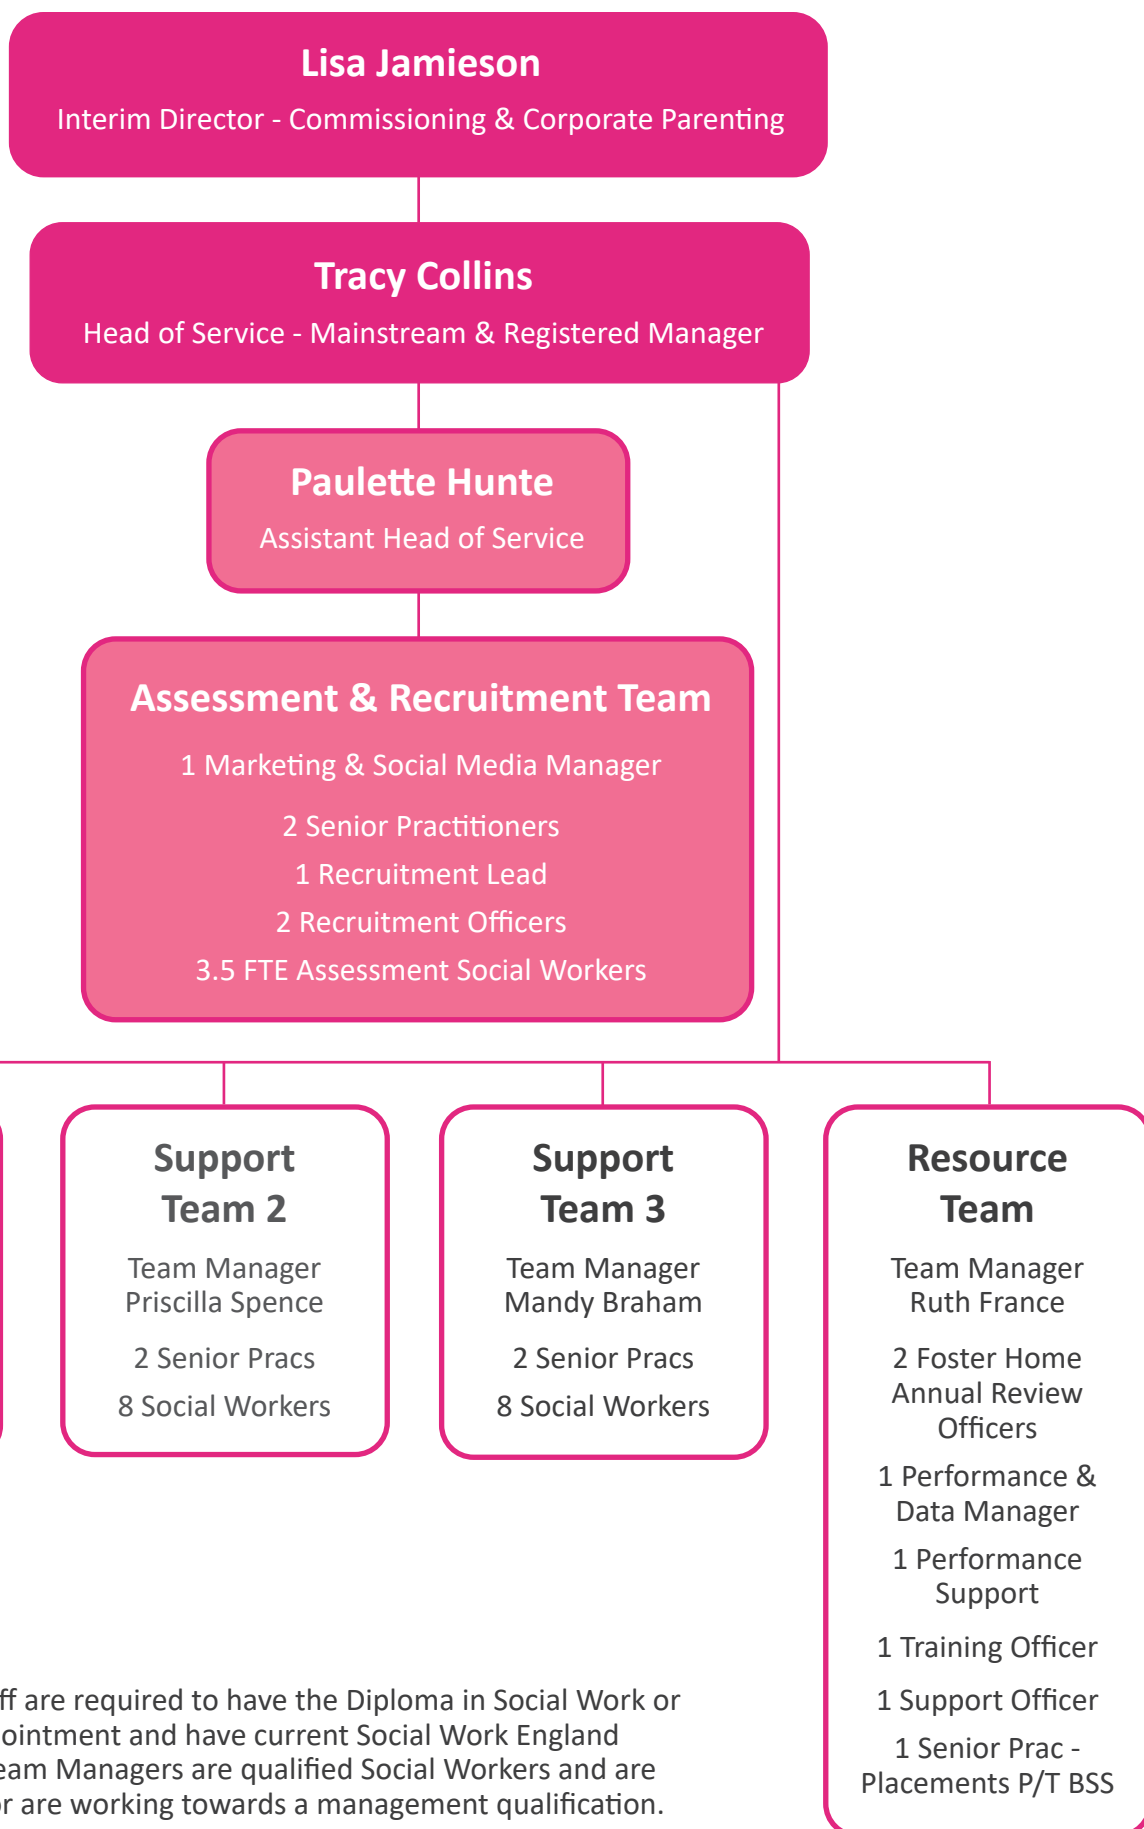 Lisa Jamieson
Interim Director - Commissioning & Corporate Parenting
Tracy Collins
Head of Service - Mainstream & Registered Manager
Paulette Hunte
Assistant Head of Service
Assessment & Recruitment Team
1 Marketing & Social Media Manager
2 Senior Practitioners
1 Recruitment Lead
2 Recruitment Officers
3.5 FTE Assessment Social Workers
Support
Team 2
Team Manager
Priscilla Spence
2 Senior Pracs
8 Social Workers
Support
Team 3
Team Manager
Mandy Braham
2 Senior Pracs
8 Social Workers
Resource
Team
Team Manager
Ruth France
2 Foster Home
Annual Review
Officers
1 Performance &
Data Manager
1 Performance
Support
1 Training Officer
1 Support Officer
1 Senior Prac -
Placements P/T BSS
are required to have the Diploma in Social Work or
and have current Social Work England
Managers are qualified Social Workers and are
or are working towards a management qualification.